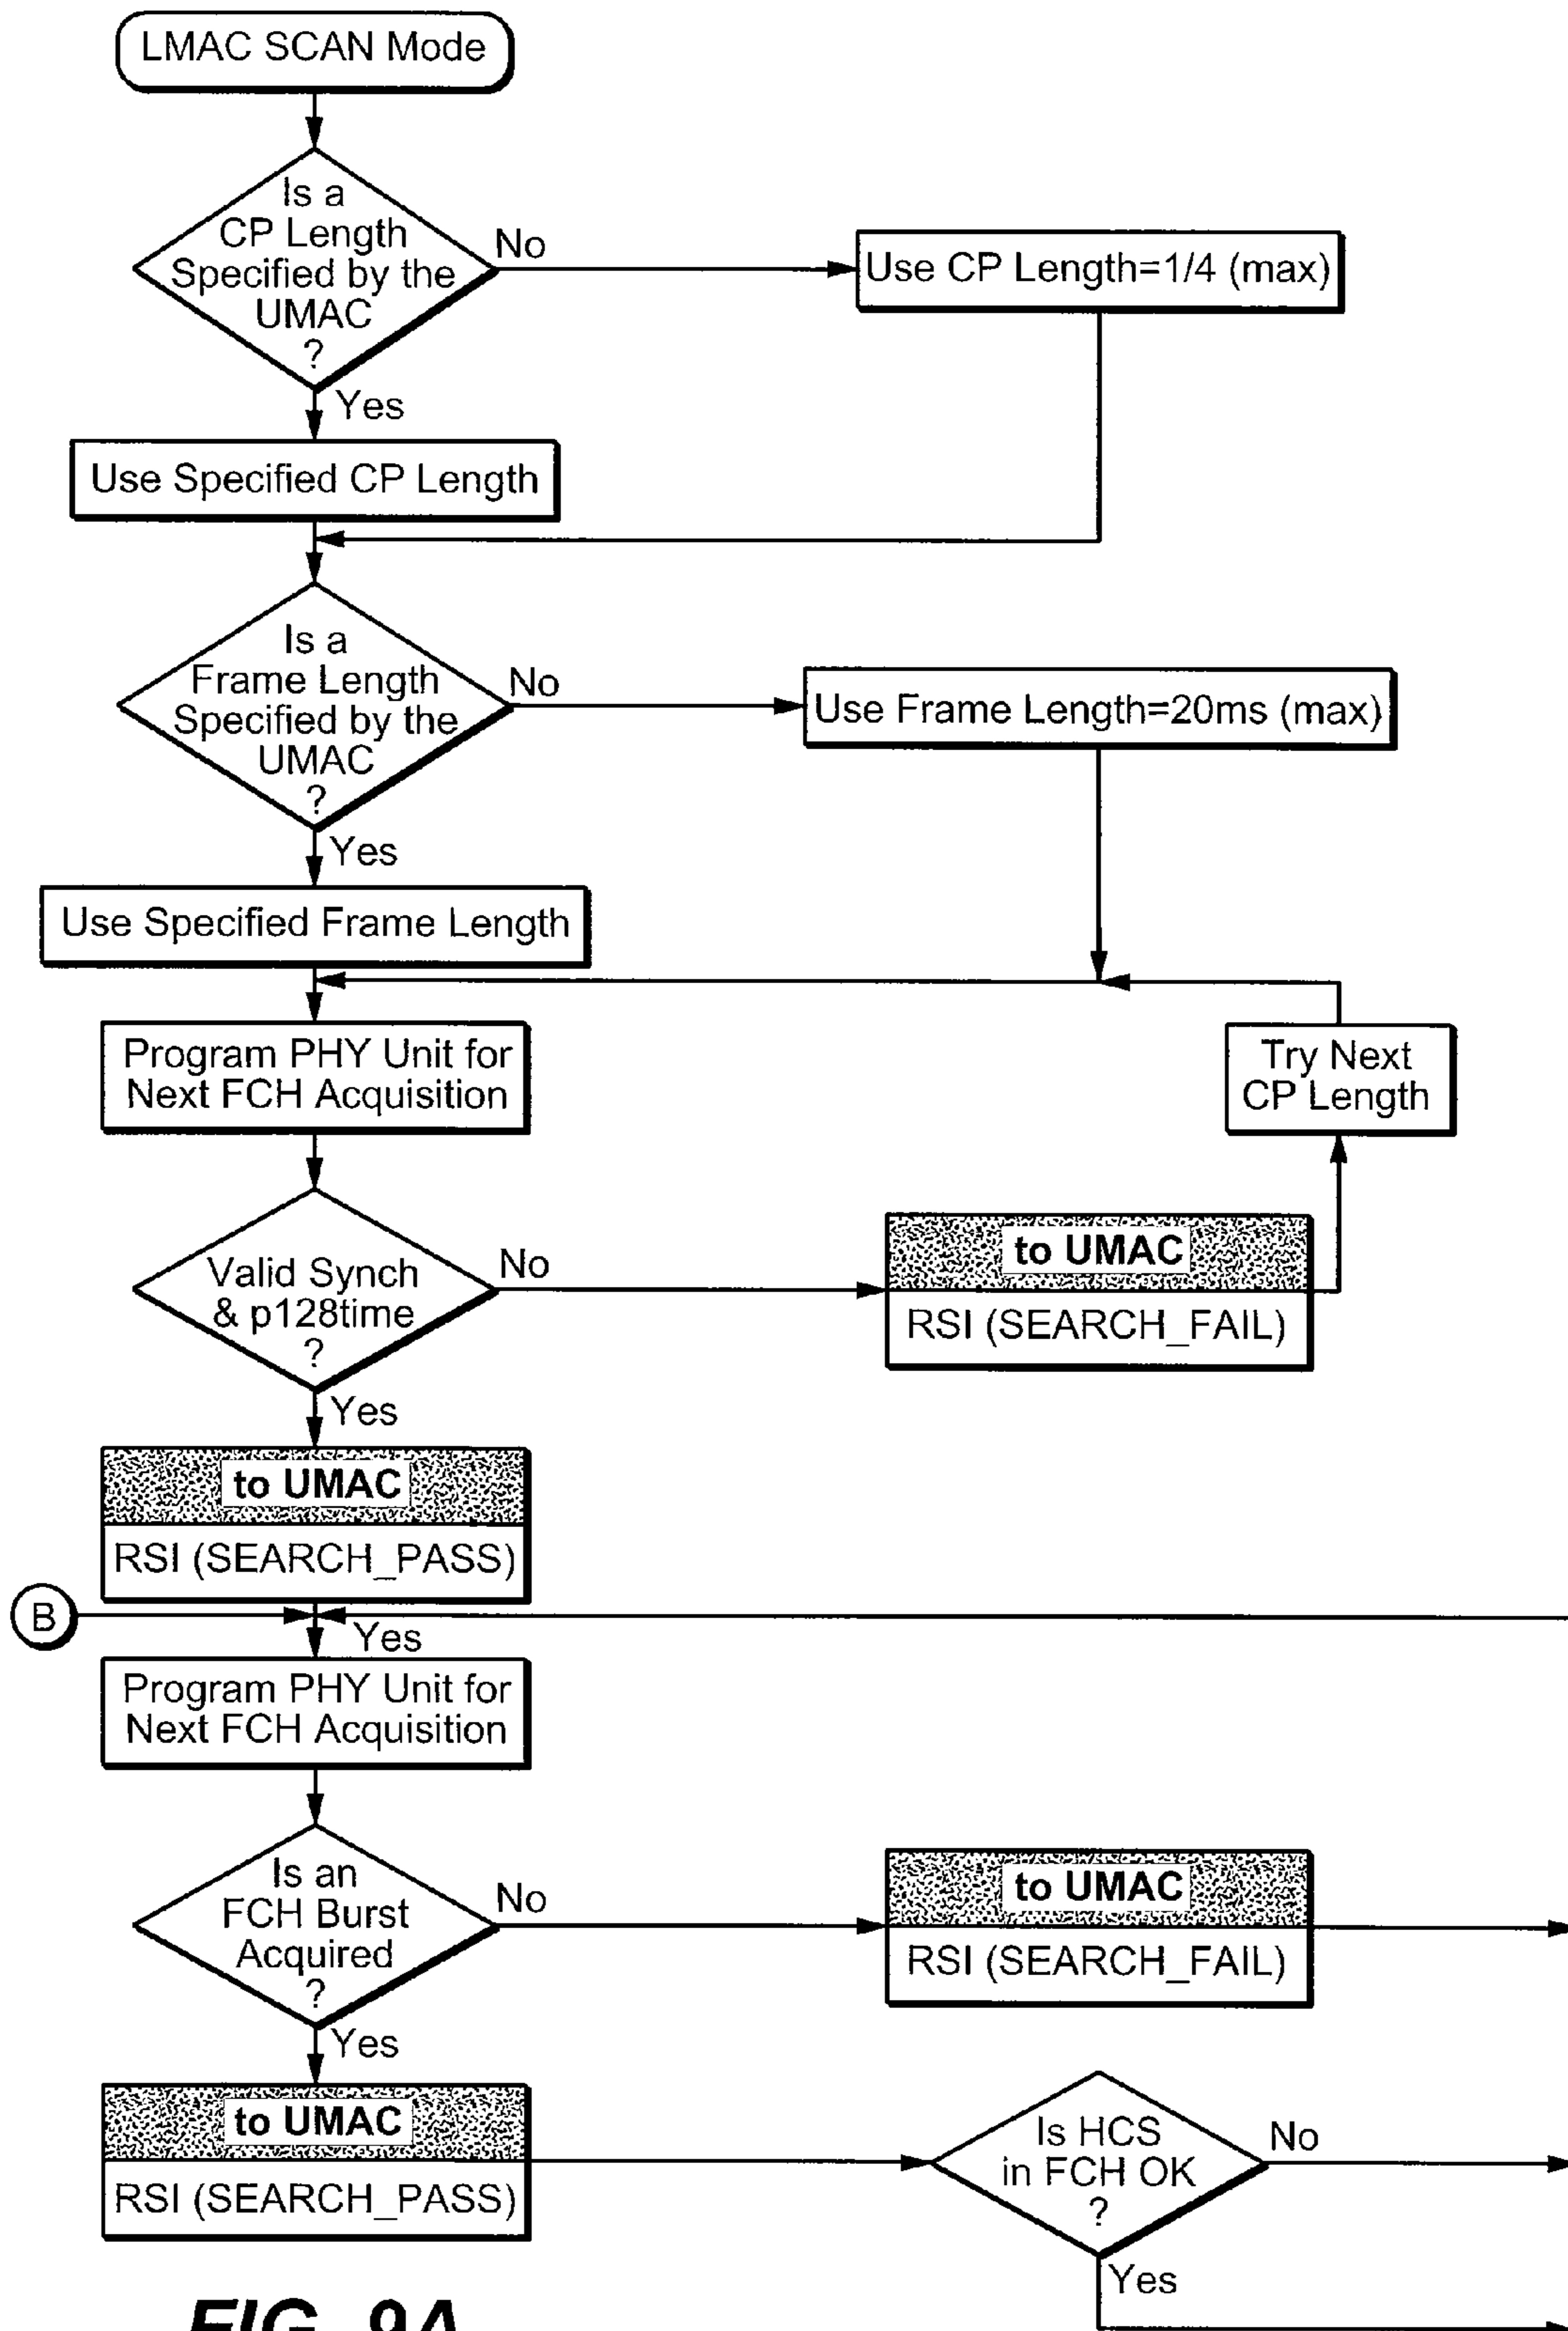 LMAC SCAN Mode
Is a
CP Length
Specified by the
UMAC
?
No
Use CP Length=1/4 (max)
Yes
Use Specified CP Length
Is a
Frame Length
Specified by the
UMAC
?
No
Use Frame Length=20ms (max)
Yes
Use Specified Frame Length
Program PHY Unit for
Next FCH Acquisition
Try Next
CP Length
Valid Synch
& p128time
?
No
to UMAC
RSI (SEARCH_FAIL)
Yes
to UMAC
RSI (SEARCH_PASS)
B
Yes
Program PHY Unit for
Next FCH Acquisition
Is an
FCH Burst
Acquired
?
No
to UMAC
RSI (SEARCH_FAIL)
Yes
to UMAC
RSI (SEARCH_PASS)
Is HCS
in FCH OK
?
No
Yes
FIG. 9A